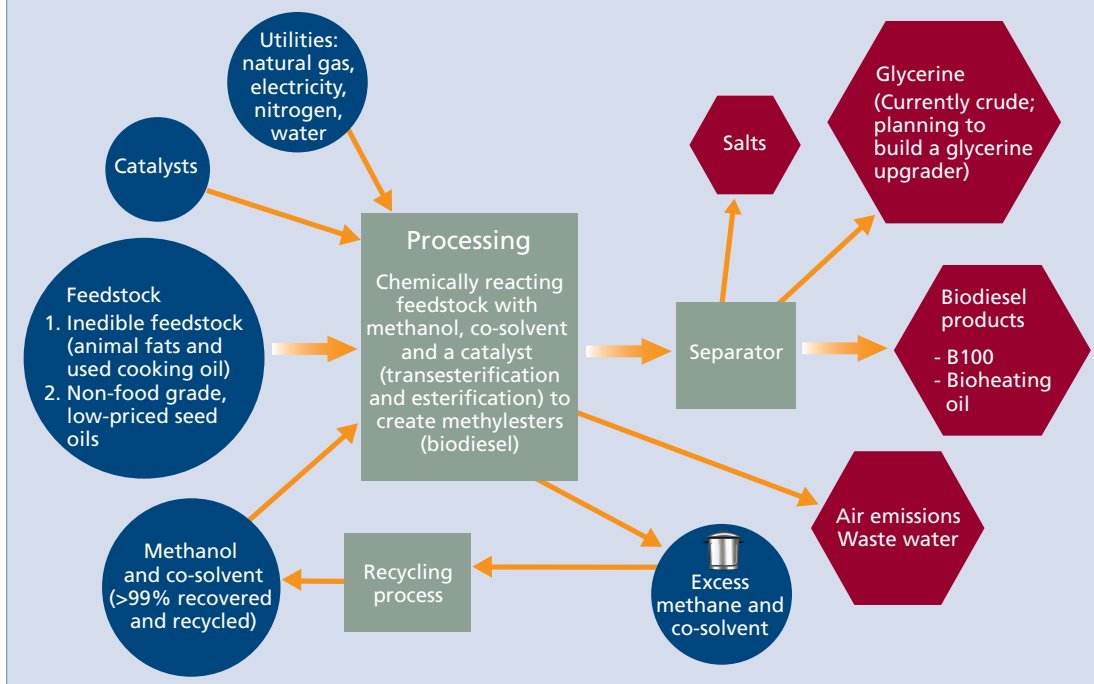 Utilities:
natural gas,
electricity,
nitrogen,
water
Catalysts
Feedstock
1. Inedible feedstock
(animal fats and
used cooking oil)
2. Non-food grade,
low-priced seed
oils
Methanol
and co-solvent
(>99% recovered
and recycled)
Processing
Chemically reacting
feedstock with
methanol, co-solvent
and a catalyst
(transesterification
and esterification) to
create methylesters
(biodiesel)
Recycling
process
Excess
methane and
co-solvent
Separator
Salts
Glycerine
(Currently crude;
planning to
build a glycerine
upgrader)
Biodiesel
products
- B100
- Bioheating
oil
Air emissions
Waste water